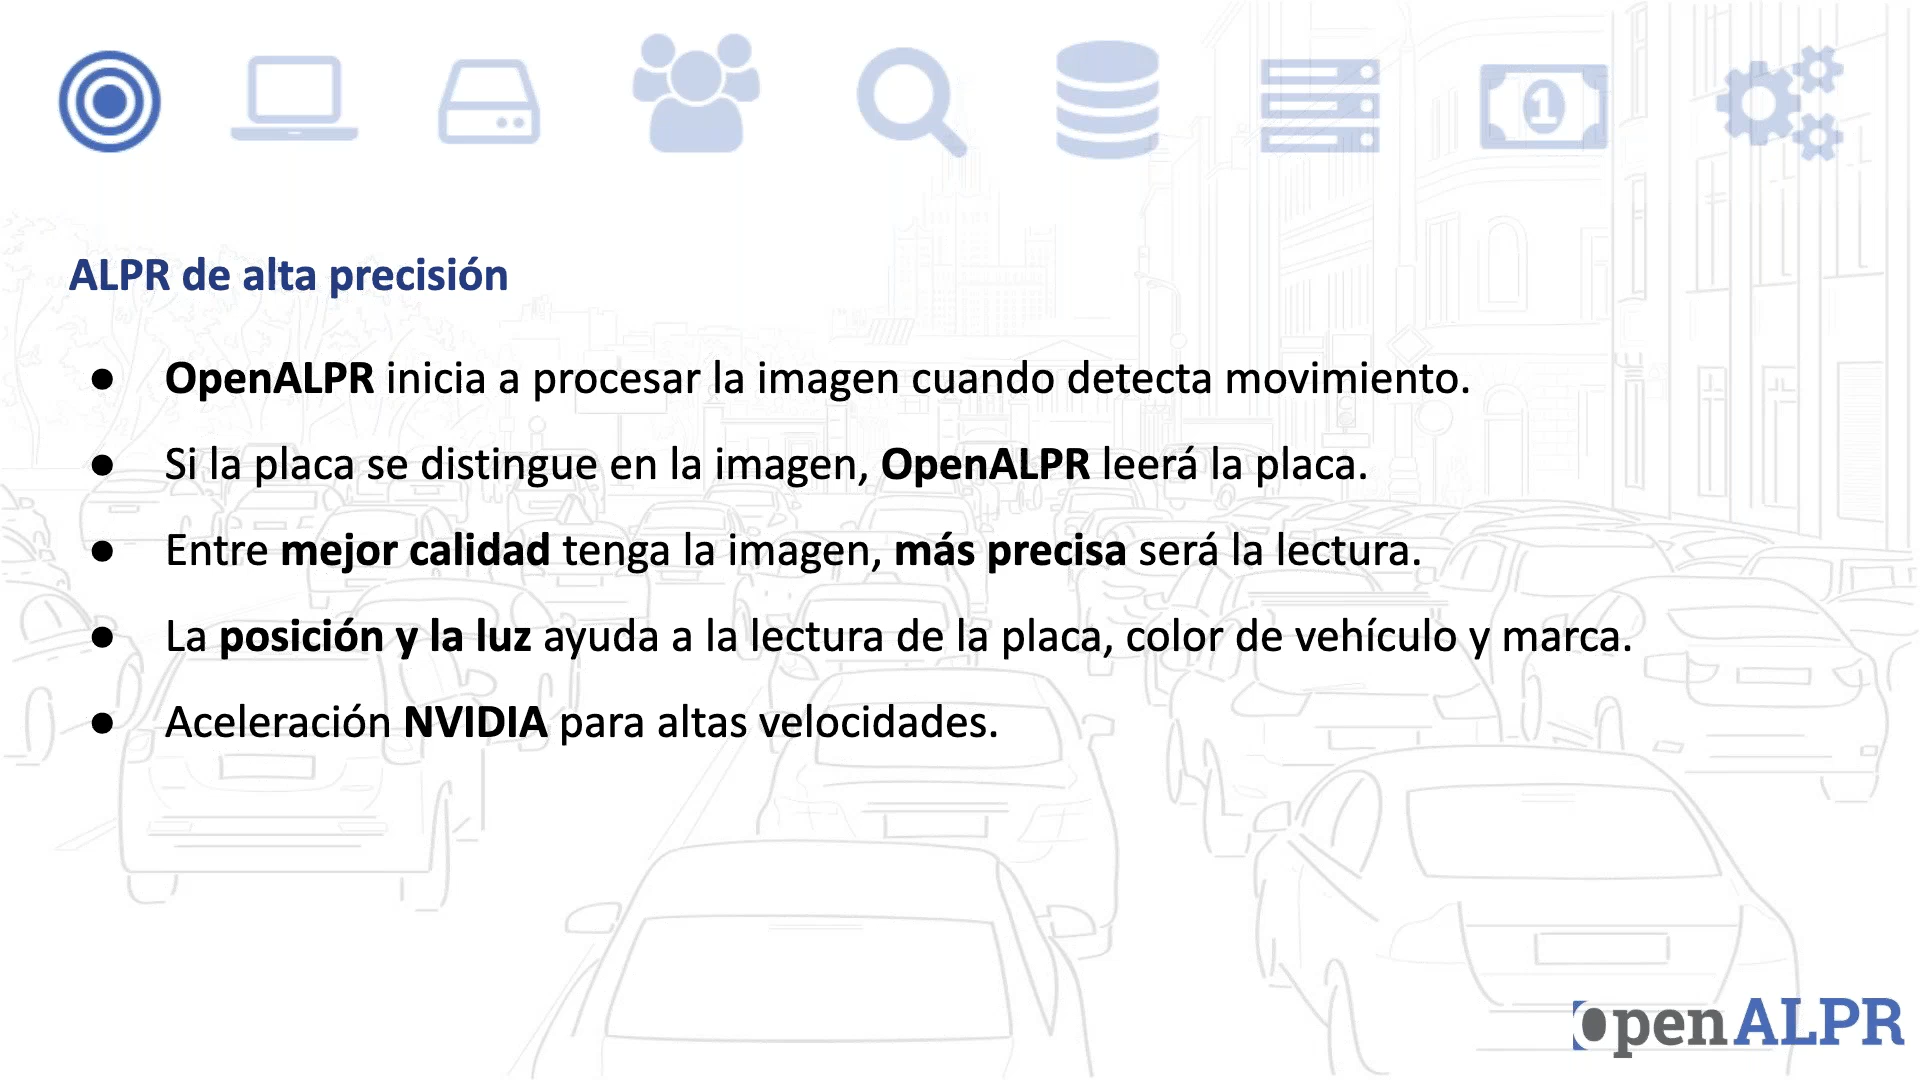 1
ALPR de alta precisión
● OpenALPR inicia a procesar la imagen cuando detecta movimiento.
● Si la placa se distingue en la imagen, OpenALPR leerá la placa.
● Entre mejor calidad tenga la imagen, más precisa será la lectura.
● La posición y la luz ayuda a la lectura de la placa, color de vehículo y marca.
● Aceleración NVIDIA para altas velocidades.
openALPR